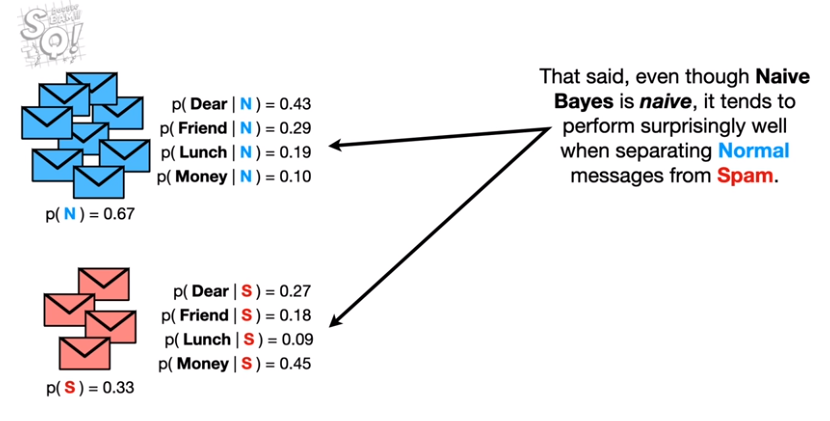 SQ!
p( Dear | N ) = 0.43
p( Friend | N ) = 0.29
p( Lunch | N ) = 0.19
p( Money | N ) = 0.10
p( N ) = 0.67
That said, even though Naive
Bayes is naive, it tends to
perform surprisingly well
when separating Normal
messages from Spam.
p( Dear | S ) = 0.27
p( Friend | S ) = 0.18
p( Lunch | S ) = 0.09
p( Money | S ) = 0.45
p( S ) = 0.33